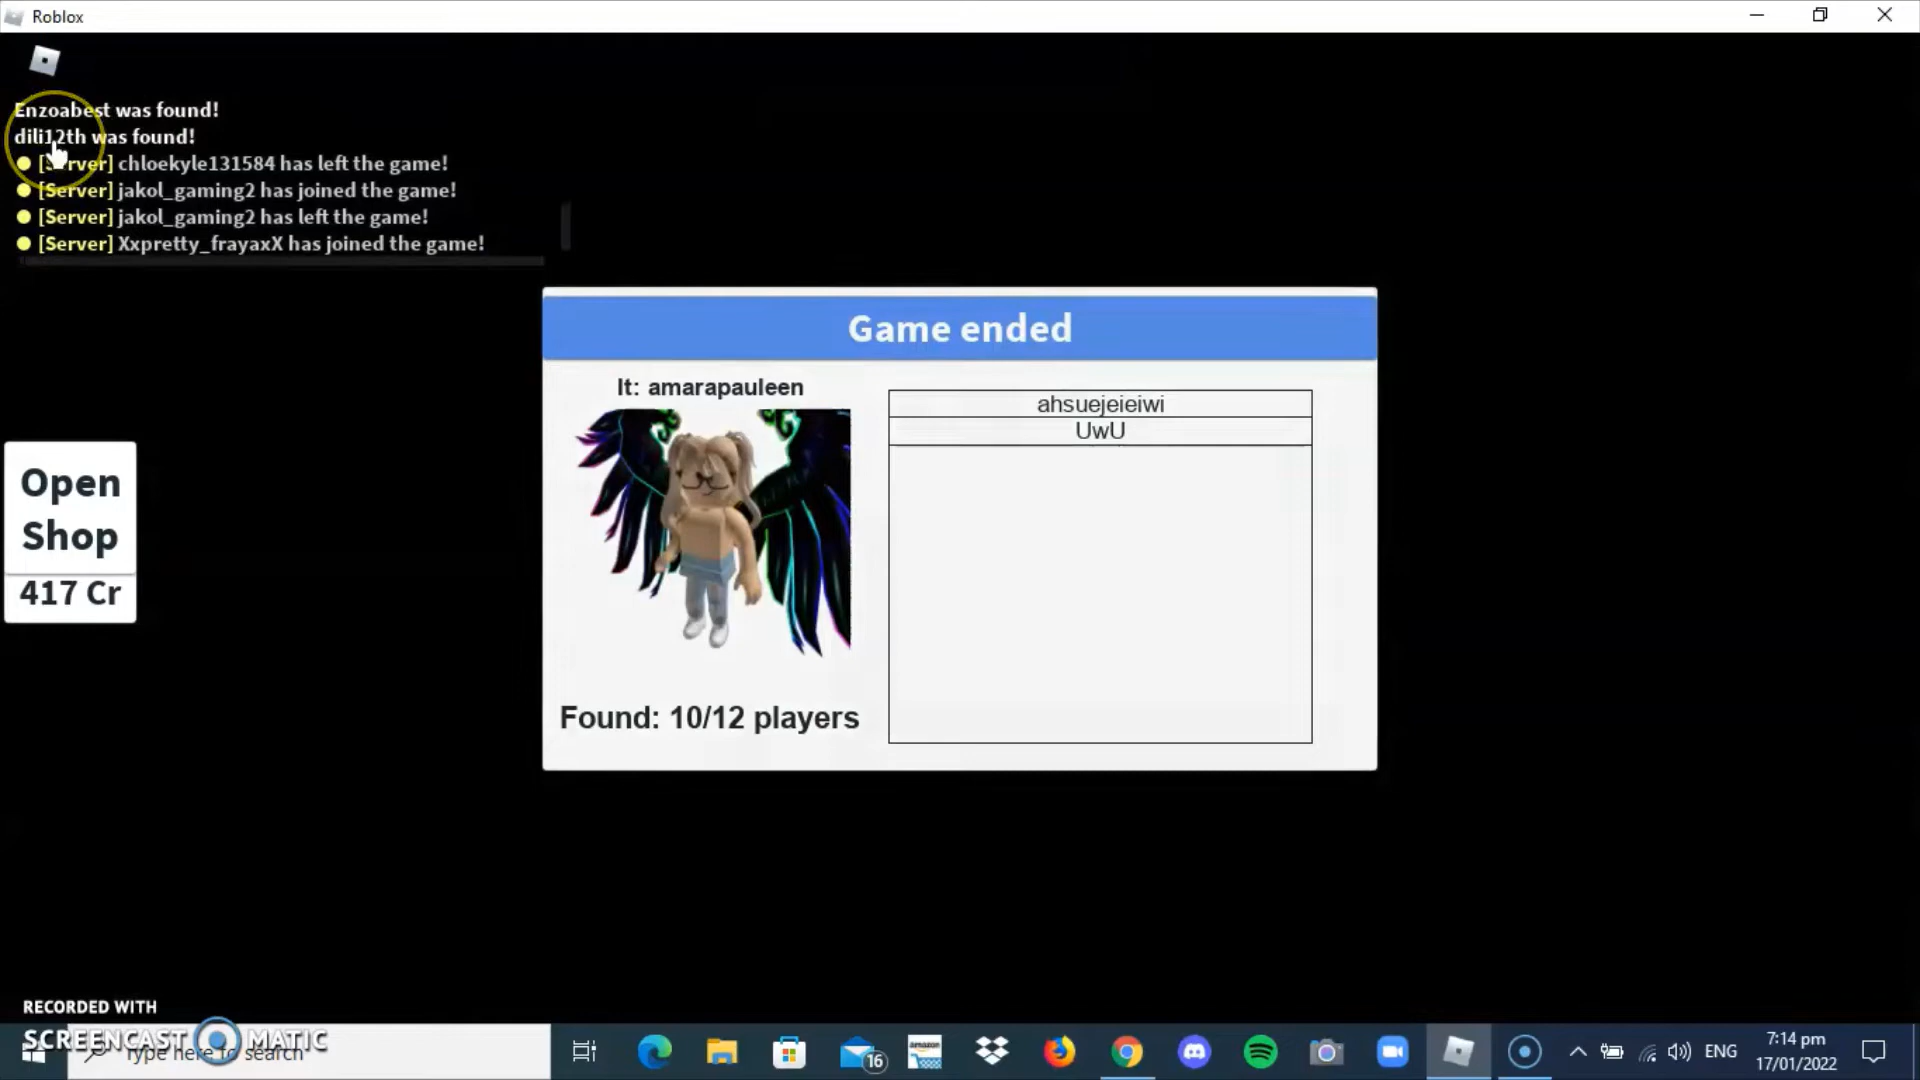 Roblox
Enzoabest was found!
dili12th was found!
[Server] chloekyle131584 has left the game!
[Server] jakol_gaming2 has joined the game!
[Server] jakol_gaming2 has left the game!
[Server] Xxpretty_frayaxX has joined the game!
Game ended
It: amarapauleen
ahsuejeieiwi
UwU
Found: 10/12 players
Open
Shop
417 Cr
RECORDED WITH
SCREENCAST MATIC
Type here to search
amazon
16
ENG
7:14 pm
17/01/2022